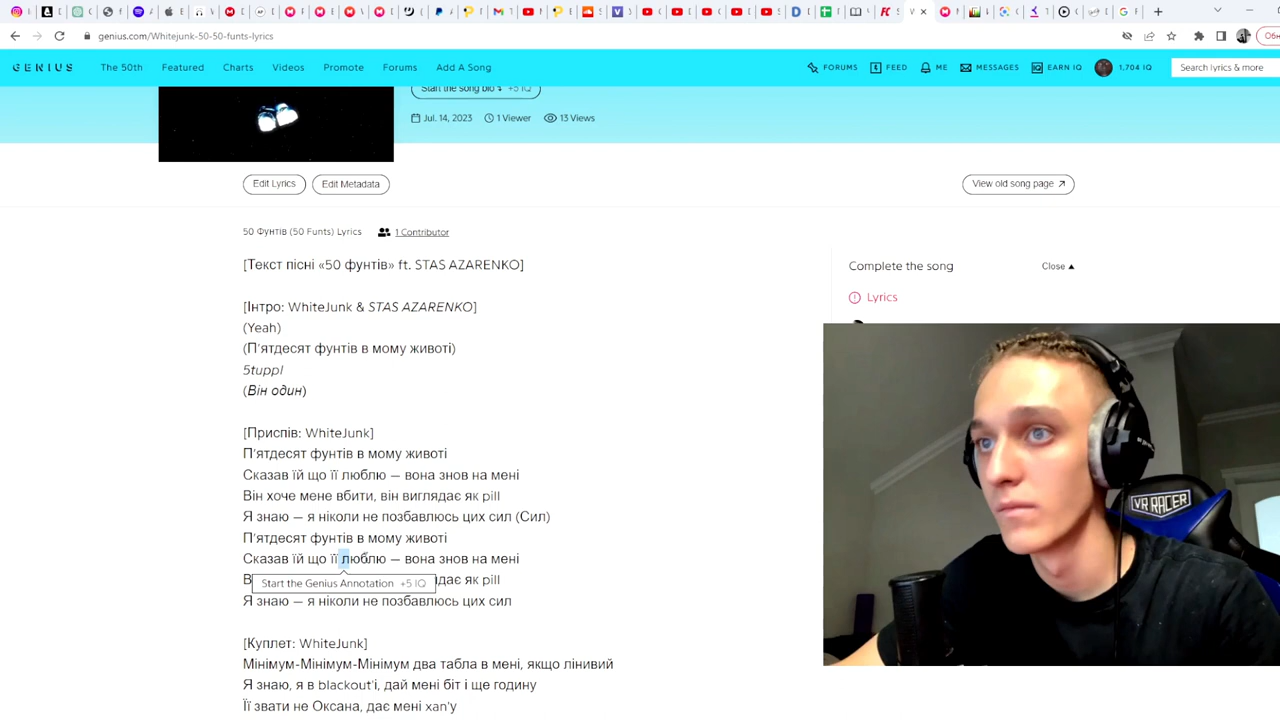 genius.com/Whitejunk-50-50-funts-lyrics
GENIUS The 50th Featured Charts Videos Promote Forums Add A Song FORUMS FEED ME MESSAGES EARN IQ 1,704 IQ Search lyrics & more
Start the song bio +5 IQ
Jul. 14, 2023 1 Viewer 13 Views
Edit Lyrics Edit Metadata View old song page
50 Фунтів (50 Funts) Lyrics 1 Contributor
[Текст пісні «50 фунтів» ft. STAS AZARENKO]
[Інтро: WhiteJunk & STAS AZARENKO]
(Yeah)
(П'ятдесят фунтів в мому животі)
5tuppl
(Він один)
[Приспів: WhiteJunk]
П'ятдесят фунтів в мому животі
Сказав їй що її люблю — вона знов на мені
Він хоче мене вбити, він виглядає як pill
Я знаю — я ніколи не позбавлюсь цих сил (Сил)
П'ятдесят фунтів в мому животі
Сказав їй що її люблю — вона знов на мені
Start the Genius Annotation +5 IQ
дає як pill
Я знаю — я ніколи не позбавлюсь цих сил
[Куплет: WhiteJunk]
Мінімум-Мінімум-Мінімум два табла в мені, якщо лінивий
Я знаю, я в blackout'і, дай мені біт і ще годину
Її звати не Оксана, дає мені xan'у
Complete the song Close
Lyrics
VR RACER